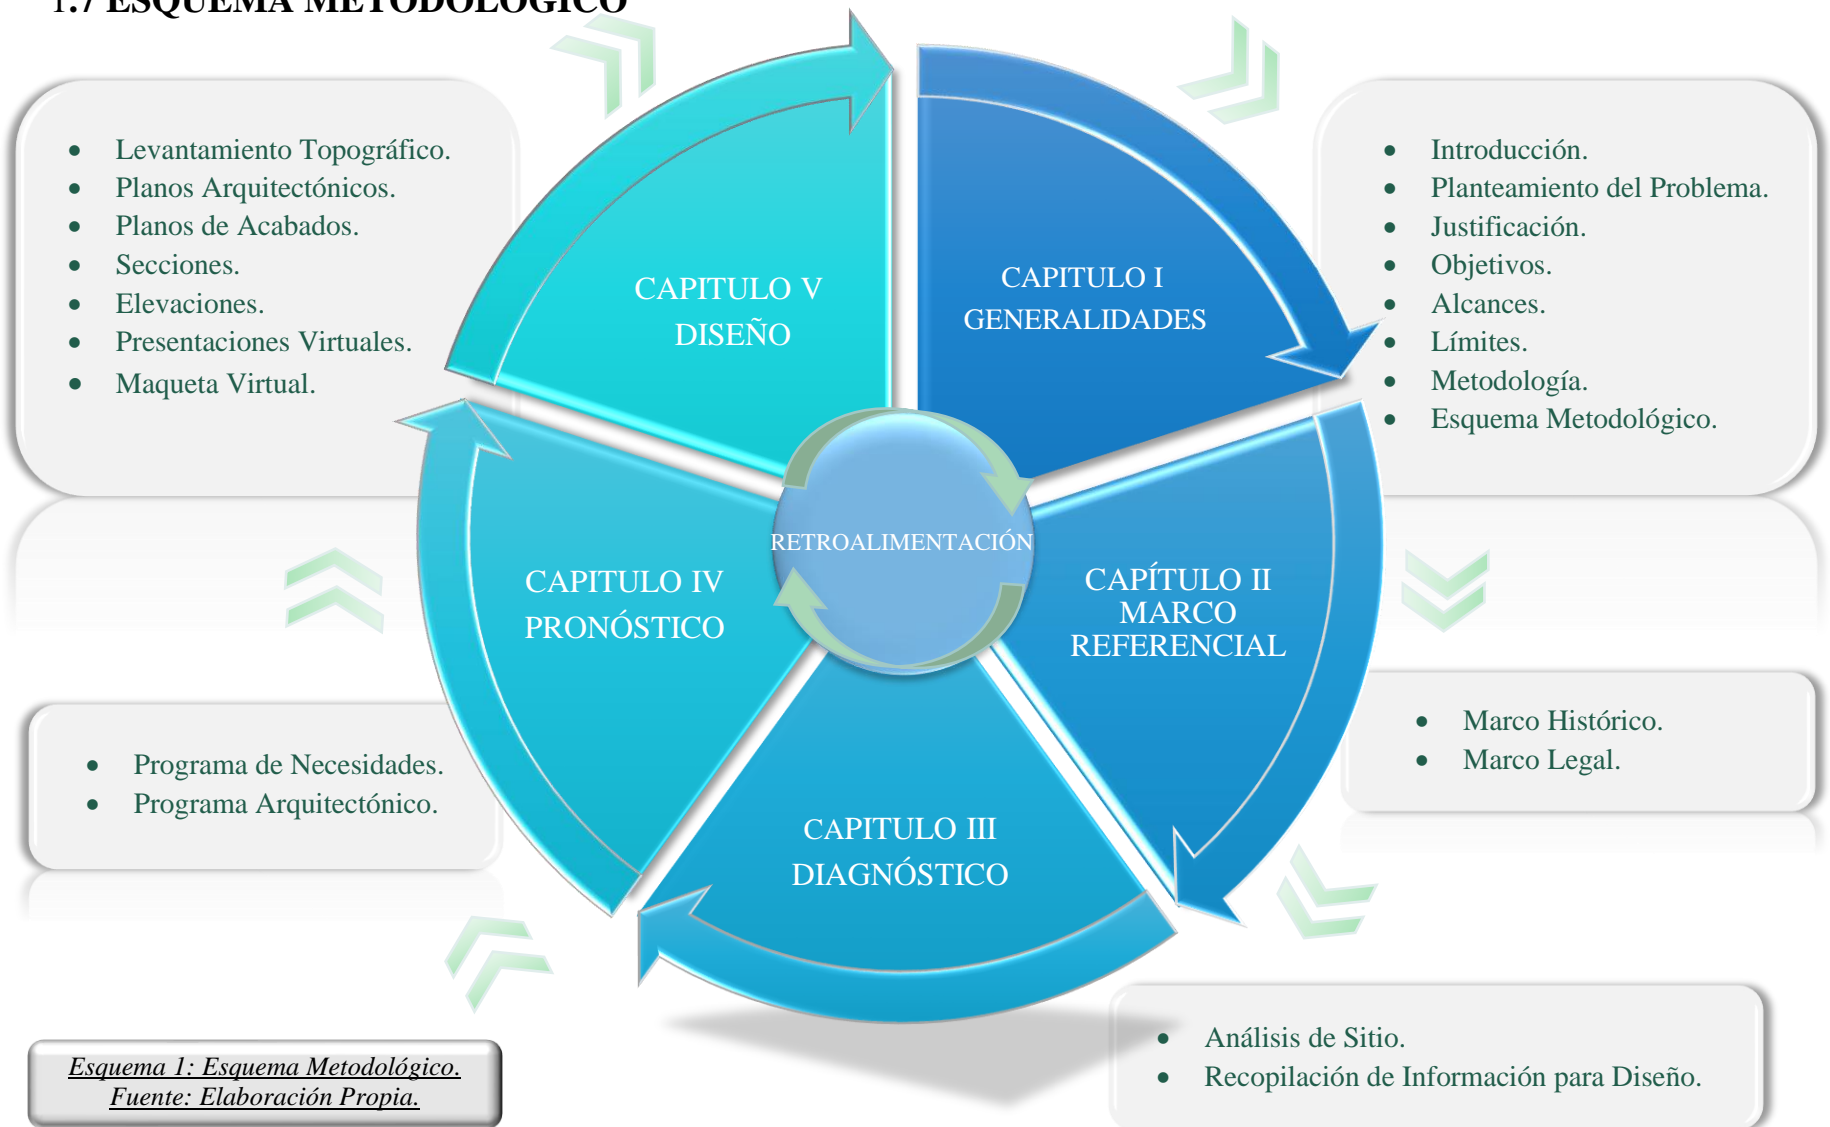 1.7 ESQUEMA METODOLÓGICO
• Levantamiento Topográfico.
• Planos Arquitectónicos.
• Planos de Acabados.
• Secciones.
• Elevaciones.
• Presentaciones Virtuales.
• Maqueta Virtual.
CAPITULO V
DISEÑO
CAPITULO I
GENERALIDADES
• Introducción.
• Planteamiento del Problema.
• Justificación.
• Objetivos.
• Alcances.
• Límites.
• Metodología.
• Esquema Metodológico.
RETROALIMENTACIÓN
CAPITULO IV
PRONÓSTICO
CAPÍTULO II
MARCO
REFERENCIAL
• Programa de Necesidades.
• Programa Arquitectónico.
• Marco Histórico.
• Marco Legal.
CAPITULO III
DIAGNÓSTICO
• Análisis de Sitio.
• Recopilación de Información para Diseño.
Esquema 1: Esquema Metodológico.
Fuente: Elaboración Propia.